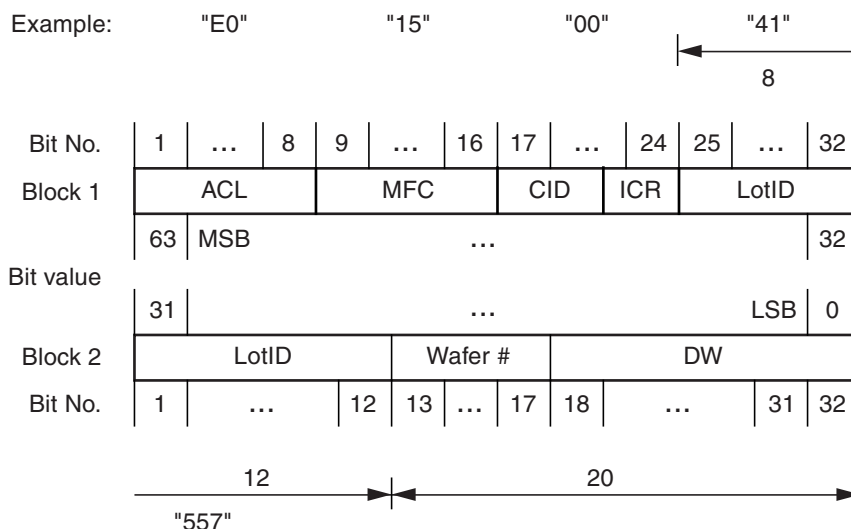 Example: "E0" "15" "00" "41"
8
Bit No. 1 ... 8 9 ... 16 17 ... 24 25 ... 32
Block 1 ACL MFC CID ICR LotID
63 MSB ... 32
Bit value
31 ... LSB 0
Block 2 LotID Wafer # DW
Bit No. 1 ... 12 13 ... 17 18 ... 31 32
12 20
"557"